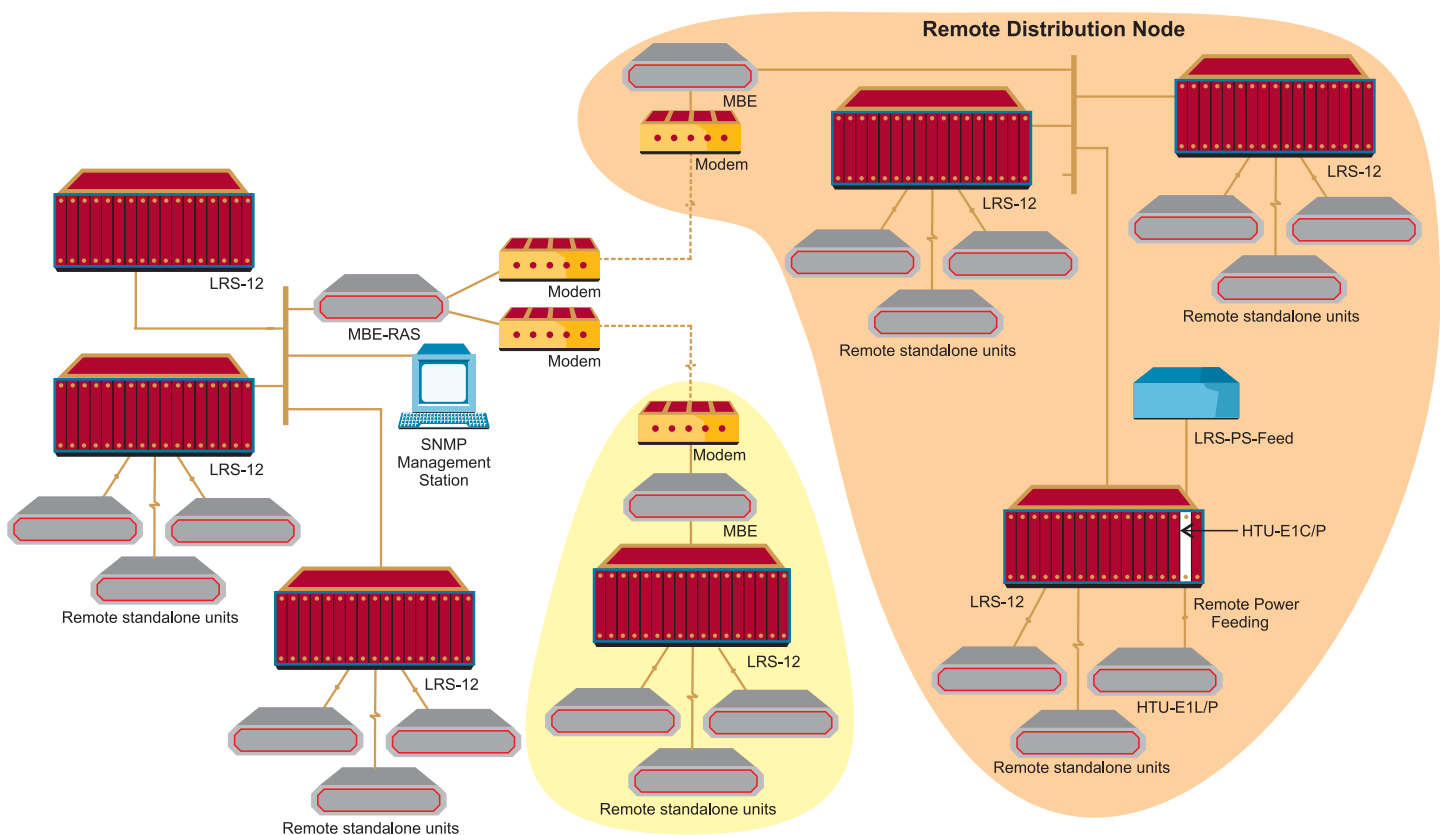 Remote Distribution Node
MBE
Modem
LRS-12
LRS-12
Remote standalone units
Remote standalone units
LRS-12
MBE-RAS
Modem
Modem
SNMP
Management
Station
LRS-12
Remote standalone units
LRS-12
Remote standalone units
Modem
MBE
LRS-12
Remote standalone units
LRS-PS-Feed
HTU-E1C/P
LRS-12
Remote Power
Feeding
HTU-E1L/P
Remote standalone units